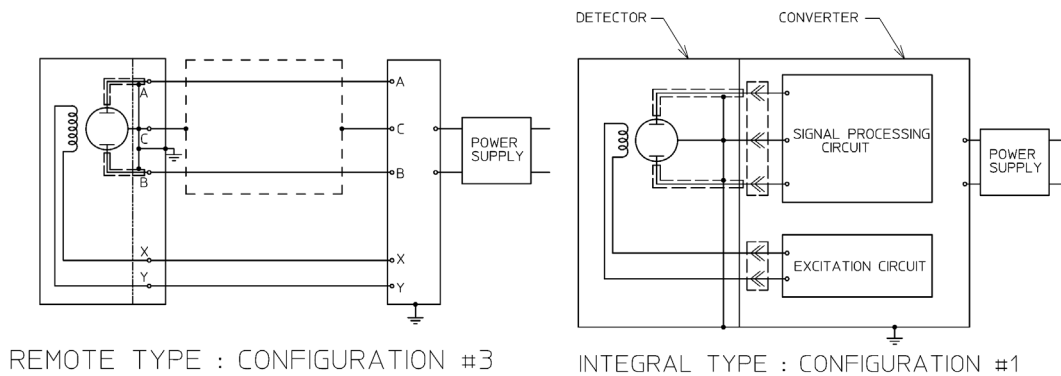 DETECTOR
CONVERTER
A
C
B
X
Y
A
C
B
X
Y
POWER
SUPPLY
SIGNAL PROCESSING
CIRCUIT
EXCITATION CIRCUIT
POWER
SUPPLY
REMOTE TYPE : CONFIGURATION #3
INTEGRAL TYPE : CONFIGURATION #1